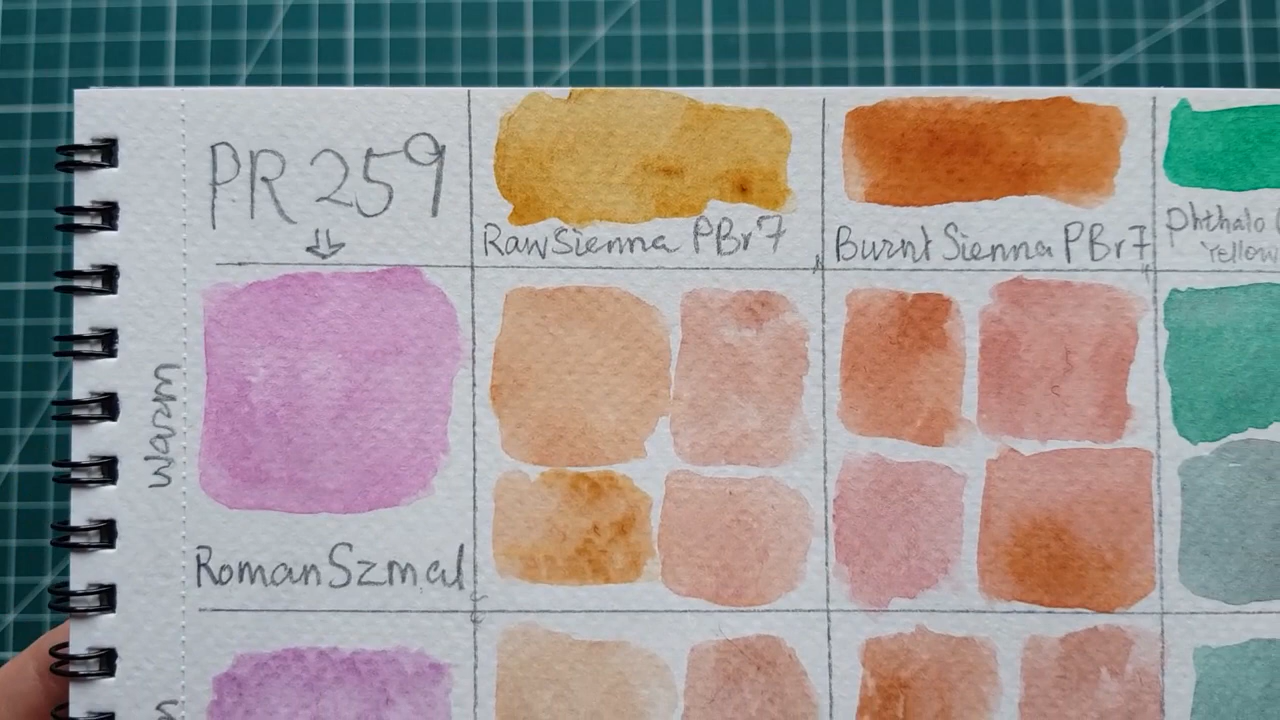 PR 259
Raw Sienna PBr7
Burnt Sienna PBr7
Phthalo
Yellow
Warm
Roman Szmal